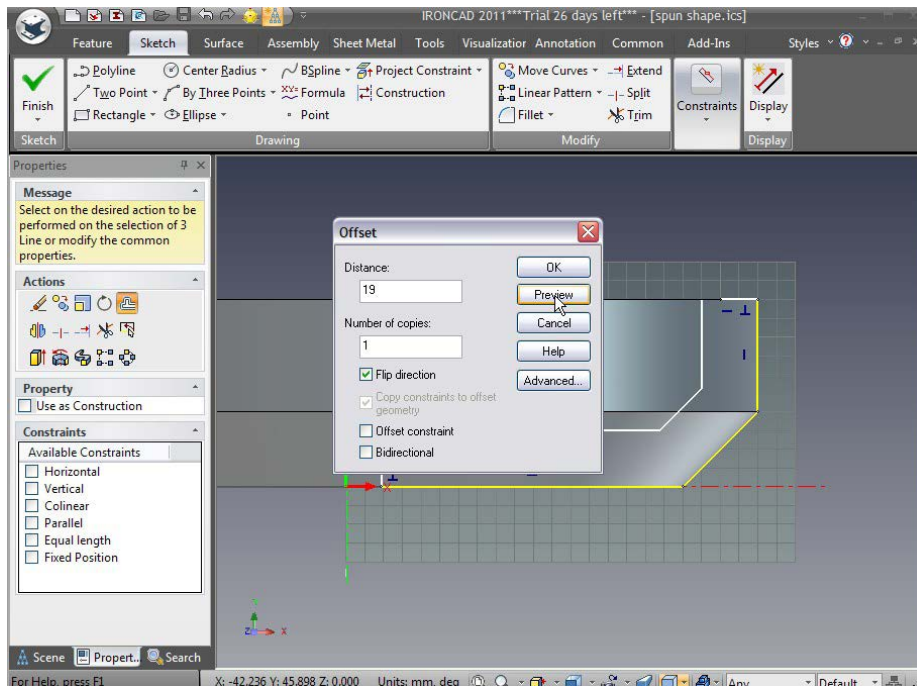 IRONCAD 2011***Trial 26 days left*** - [spun shape.ics]
Feature Sketch Surface Assembly Sheet Metal Tools Visualization Annotation Common Add-Ins Styles
Polyline Center Radius BSpline Project Constraint Move Curves Extend
Two Point By Three Points Formula Construction Linear Pattern Split
Rectangle Ellipse Point Fillet Trim
Finish Constraints Display
Sketch Drawing Modify Display
Properties
Message
Select on the desired action to be
performed on the selection of 3
Line or modify the common
properties.
Actions
Property
Use as Construction
Constraints
Available Constraints
Horizontal
Vertical
Colinear
Parallel
Equal length
Fixed Position
Offset
Distance:
19
OK
Preview
Number of copies:
Cancel
1
Help
Flip direction
Advanced...
Copy constraints to offset
geometry
Offset constraint
Bidirectional
X
Z X
Scene Propert... Search
For Help, press F1 X: -42.236 Y: 45.898 Z: 0.000 Units: mm, deg Any Default